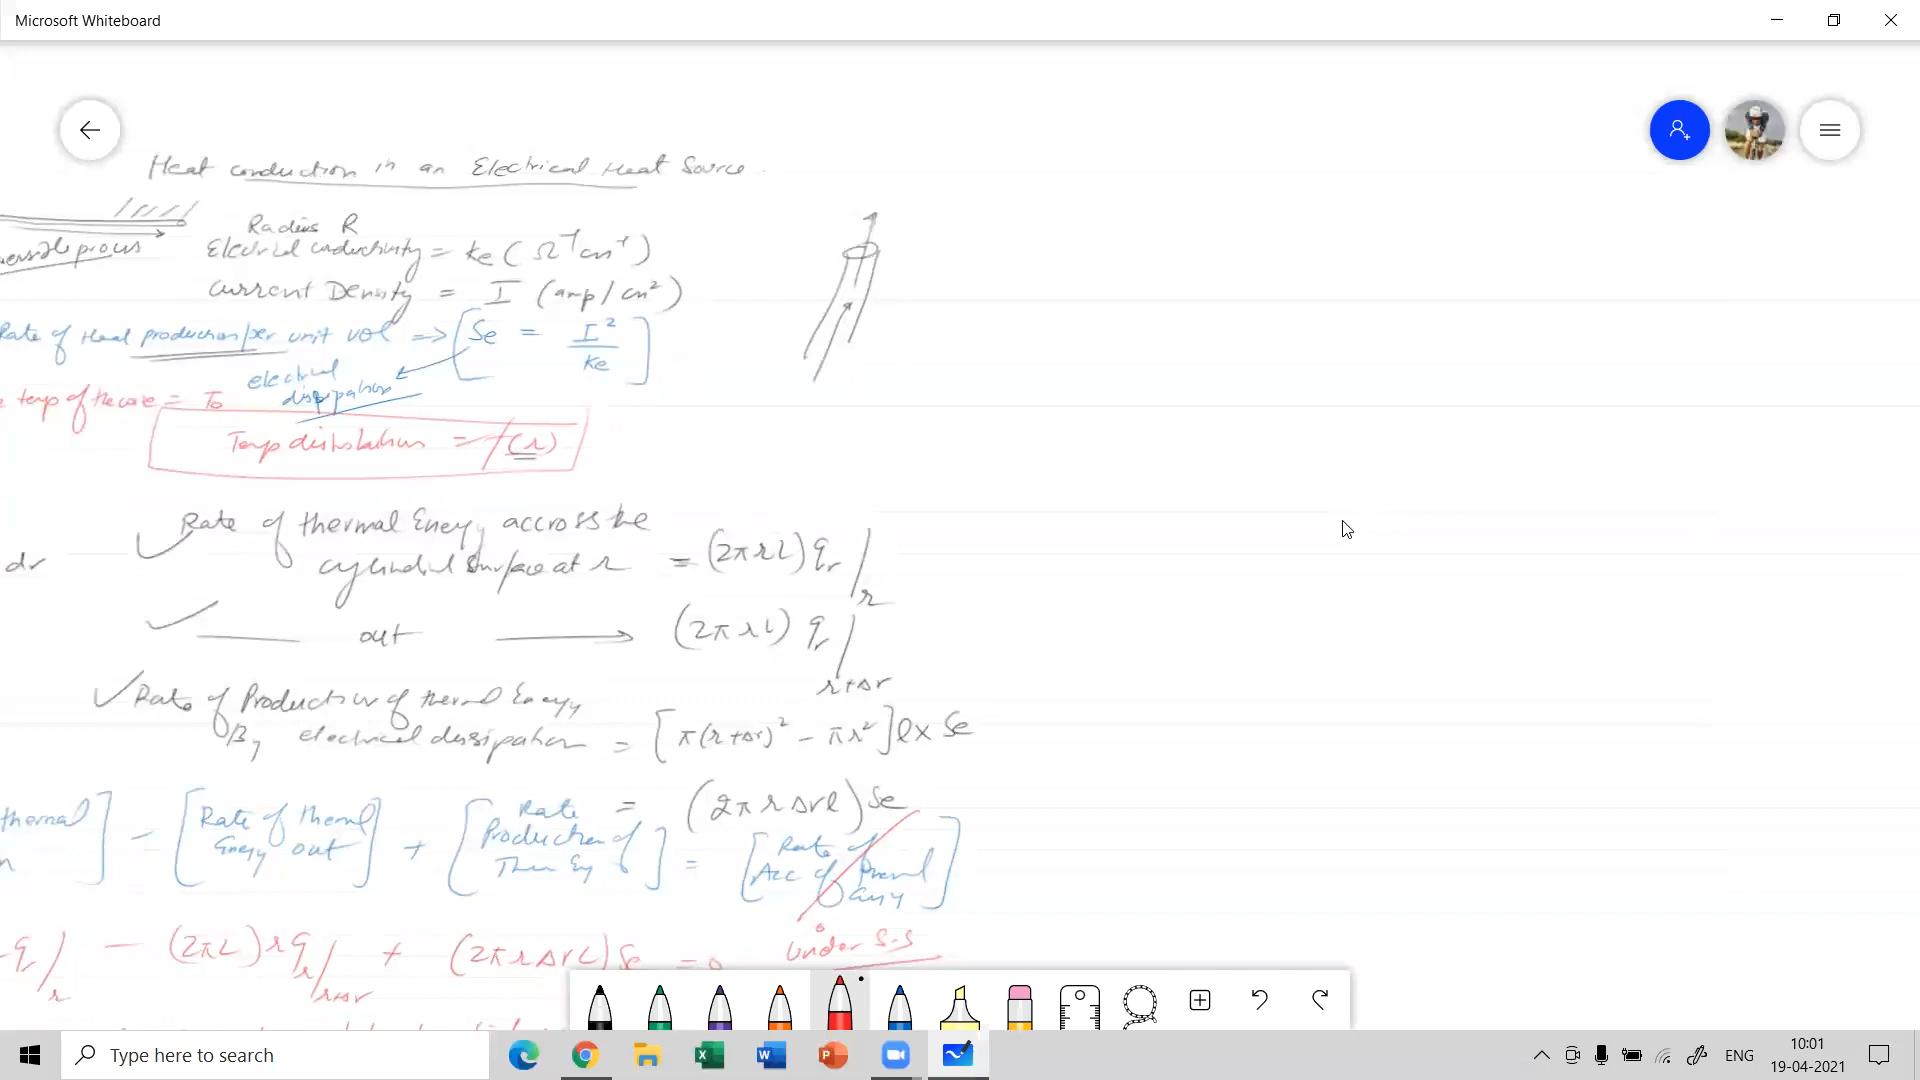 Microsoft Whiteboard
Heat conduction in an Electrical Heat Source.
Radius R
Electrical conductivity = ke (Ω⁻¹cm⁻¹)
Current Density = I (amp/cm²)
Rate of Heat production/per unit vol => [Se = I²/ke]
electrical dissipation
temp of the = To
Temp distribution = f(r)
dr
Rate of thermal Energy accross the
cylindrical surface at r = (2πrL) qr|r
out → (2πrL) qr|r+Δr
Rate of Production of thermal Energy
By electrical dissipation = [π(r+Δr)² - πr²]l x Se
= (2πrΔrl) Se
thermal ] - [Rate of thermal Energy out] + [Rate Production of Ther Ey] = [Rate of Acc of thermal]
qr|r - (2πL) r qr|r+Δr + (2πrΔrL) Se = 0 Under S.S
Type here to search
ENG
10:01
19-04-2021